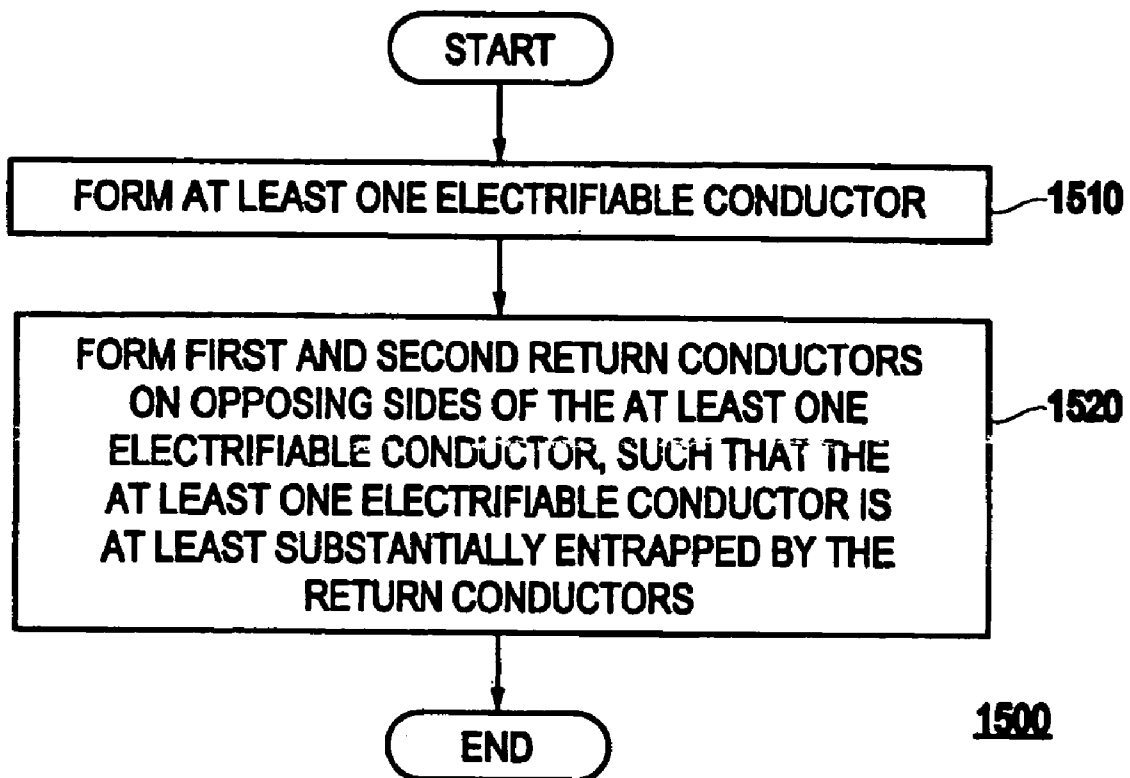 START
FORM AT LEAST ONE ELECTRIFIABLE CONDUCTOR
1510
FORM FIRST AND SECOND RETURN CONDUCTORS
ON OPPOSING SIDES OF THE AT LEAST ONE
ELECTRIFIABLE CONDUCTOR, SUCH THAT THE
AT LEAST ONE ELECTRIFIABLE CONDUCTOR IS
AT LEAST SUBSTANTIALLY ENTRAPPED BY THE
RETURN CONDUCTORS
1520
END
1500